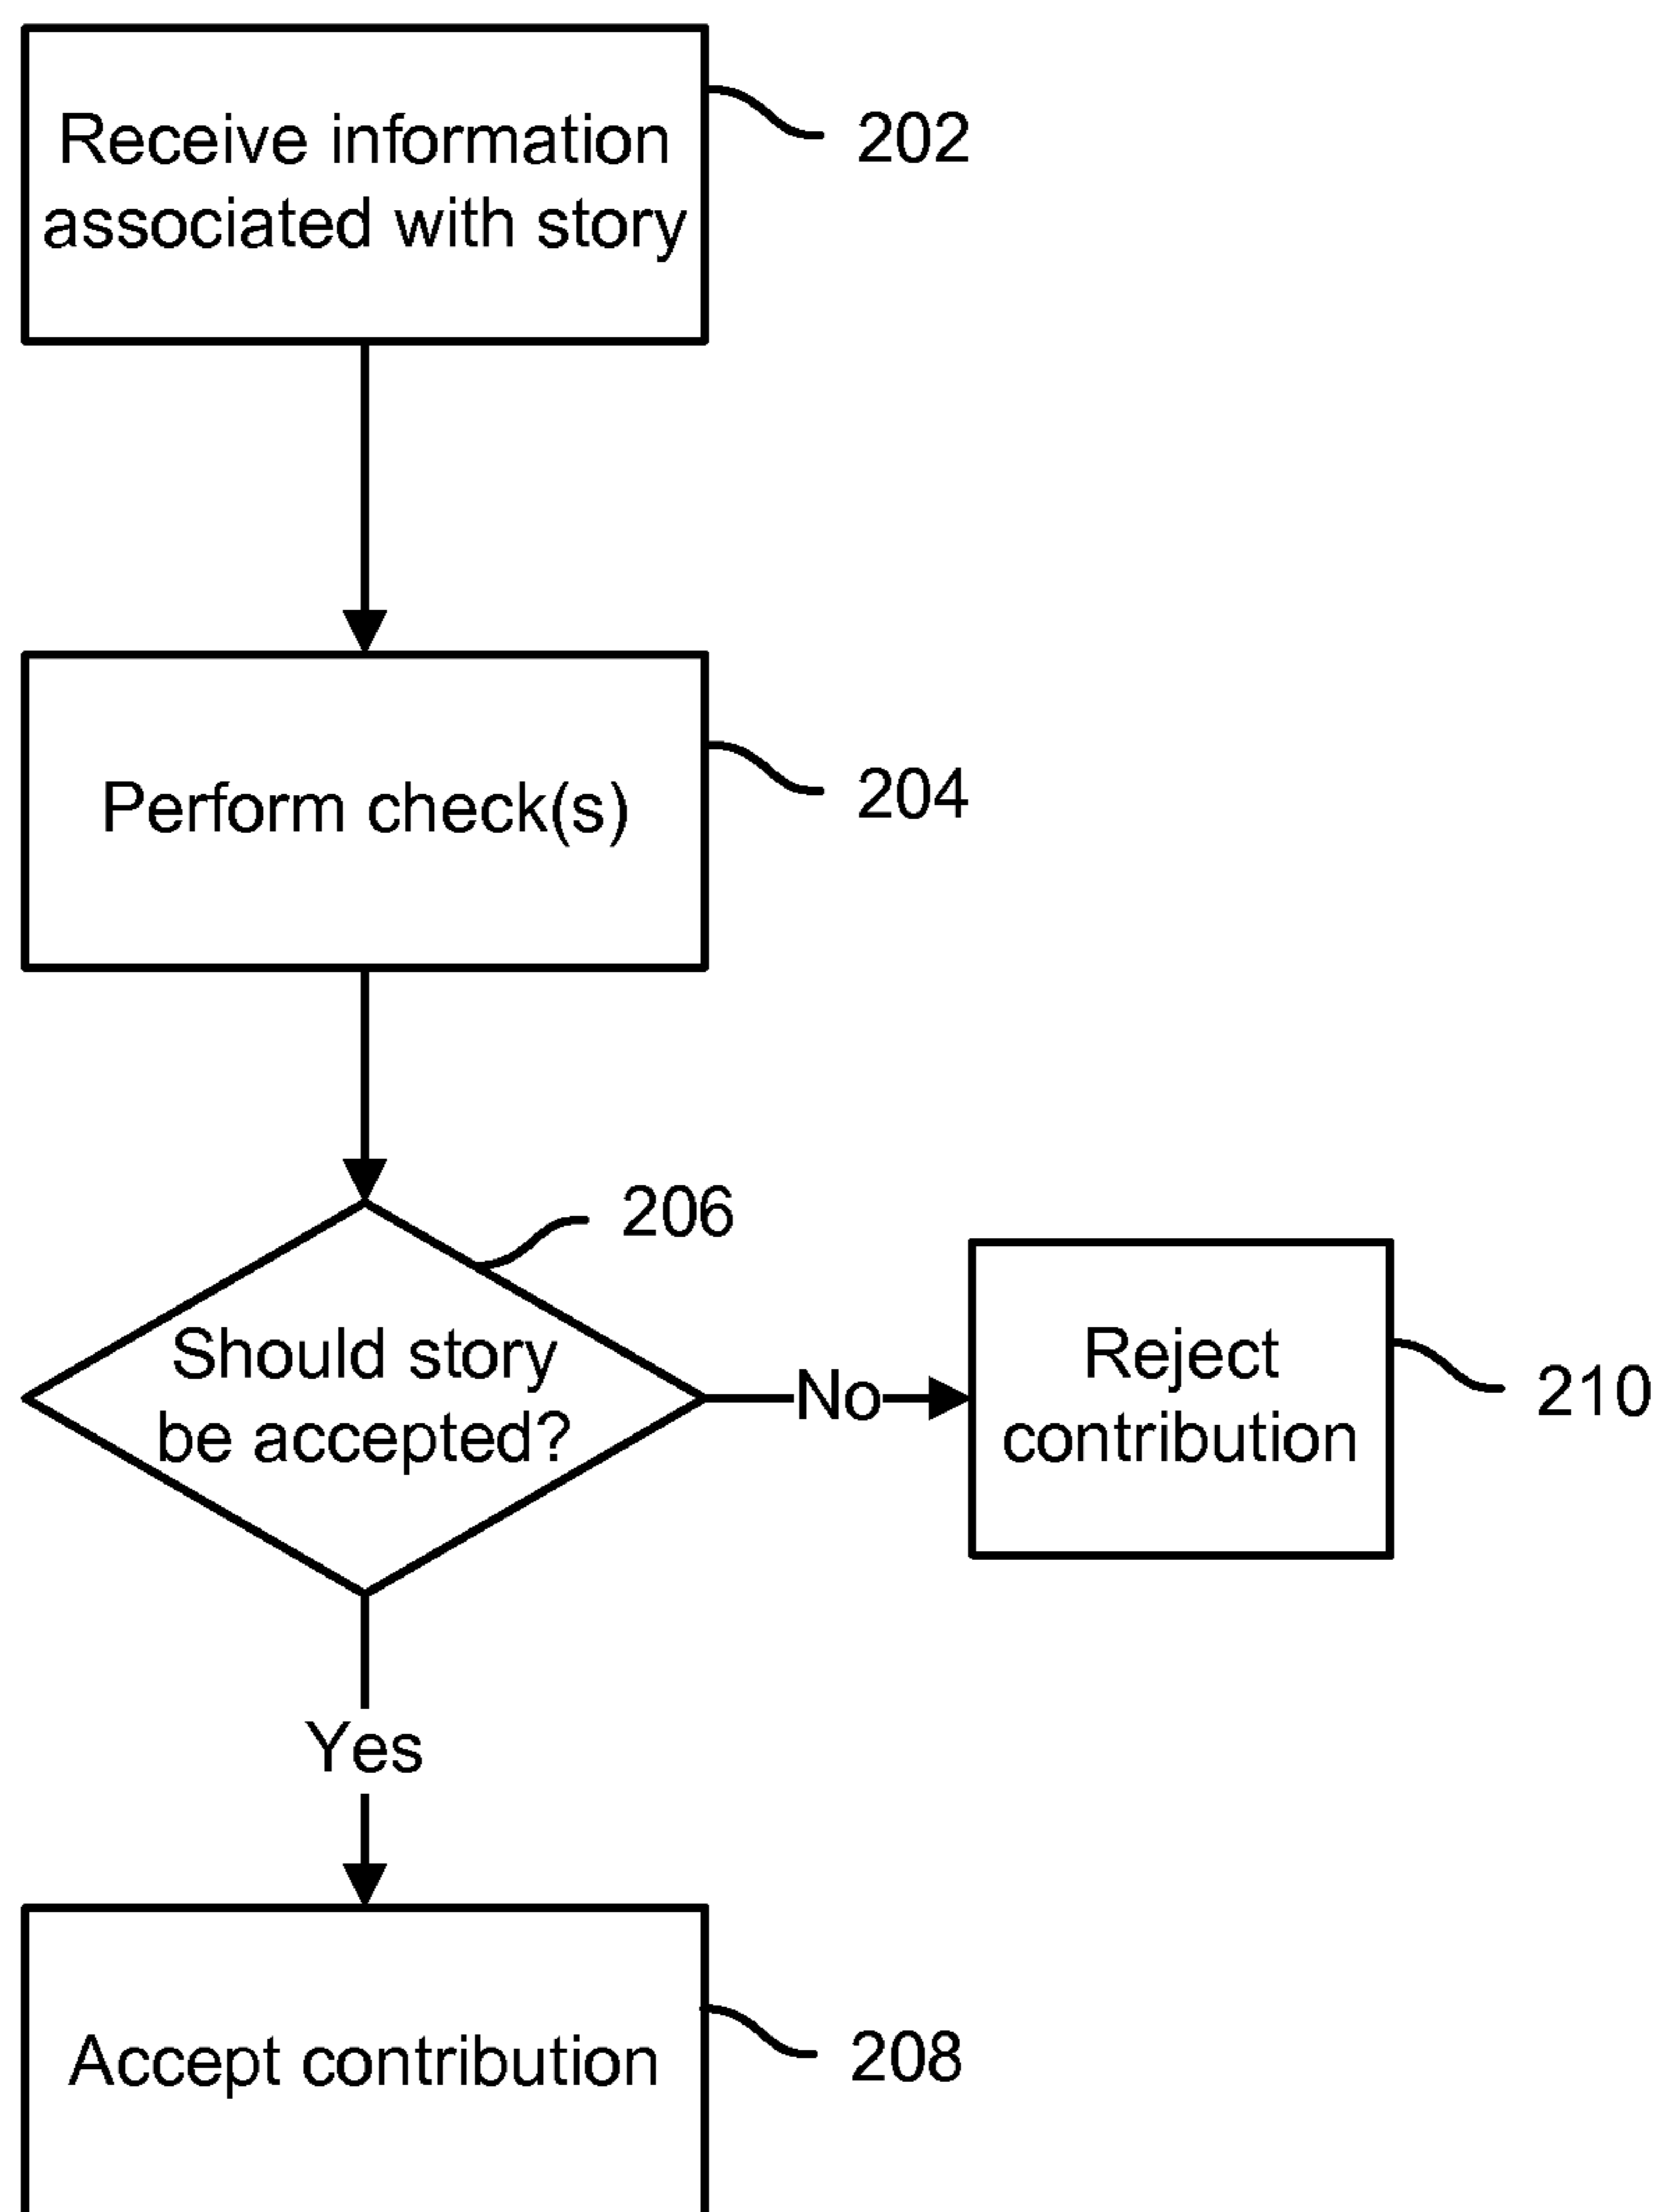 Receive information
associated with story
202
Perform check(s)
204
206
Should story
be accepted?
No
Reject
contribution
210
Yes
Accept contribution
208